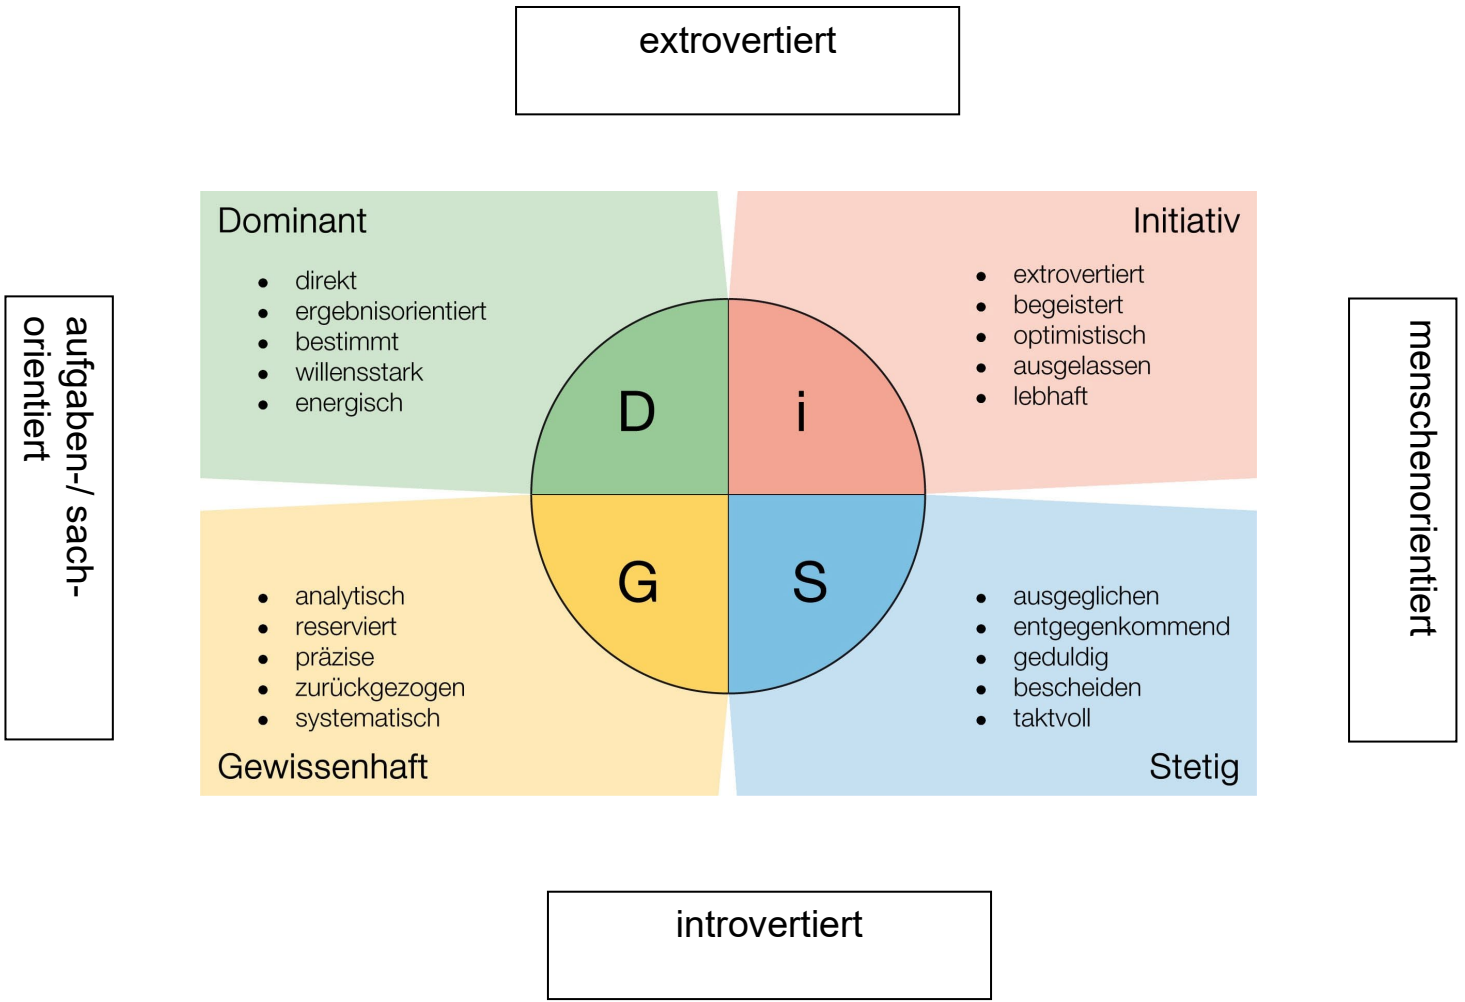 extrovertiert
Dominant
direkt
ergebnisorientiert
bestimmt
willensstark
energisch
Initiativ
extrovertiert
begeistert
optimistisch
ausgelassen
lebhaft
aufgaben-/ sach-
orientiert
D
i
G
S
menschenorientiert
analytisch
reserviert
präzise
zurückgezogen
systematisch
Gewissenhaft
ausgeglichen
entgegenkommend
geduldig
bescheiden
taktvoll
Stetig
introvertiert